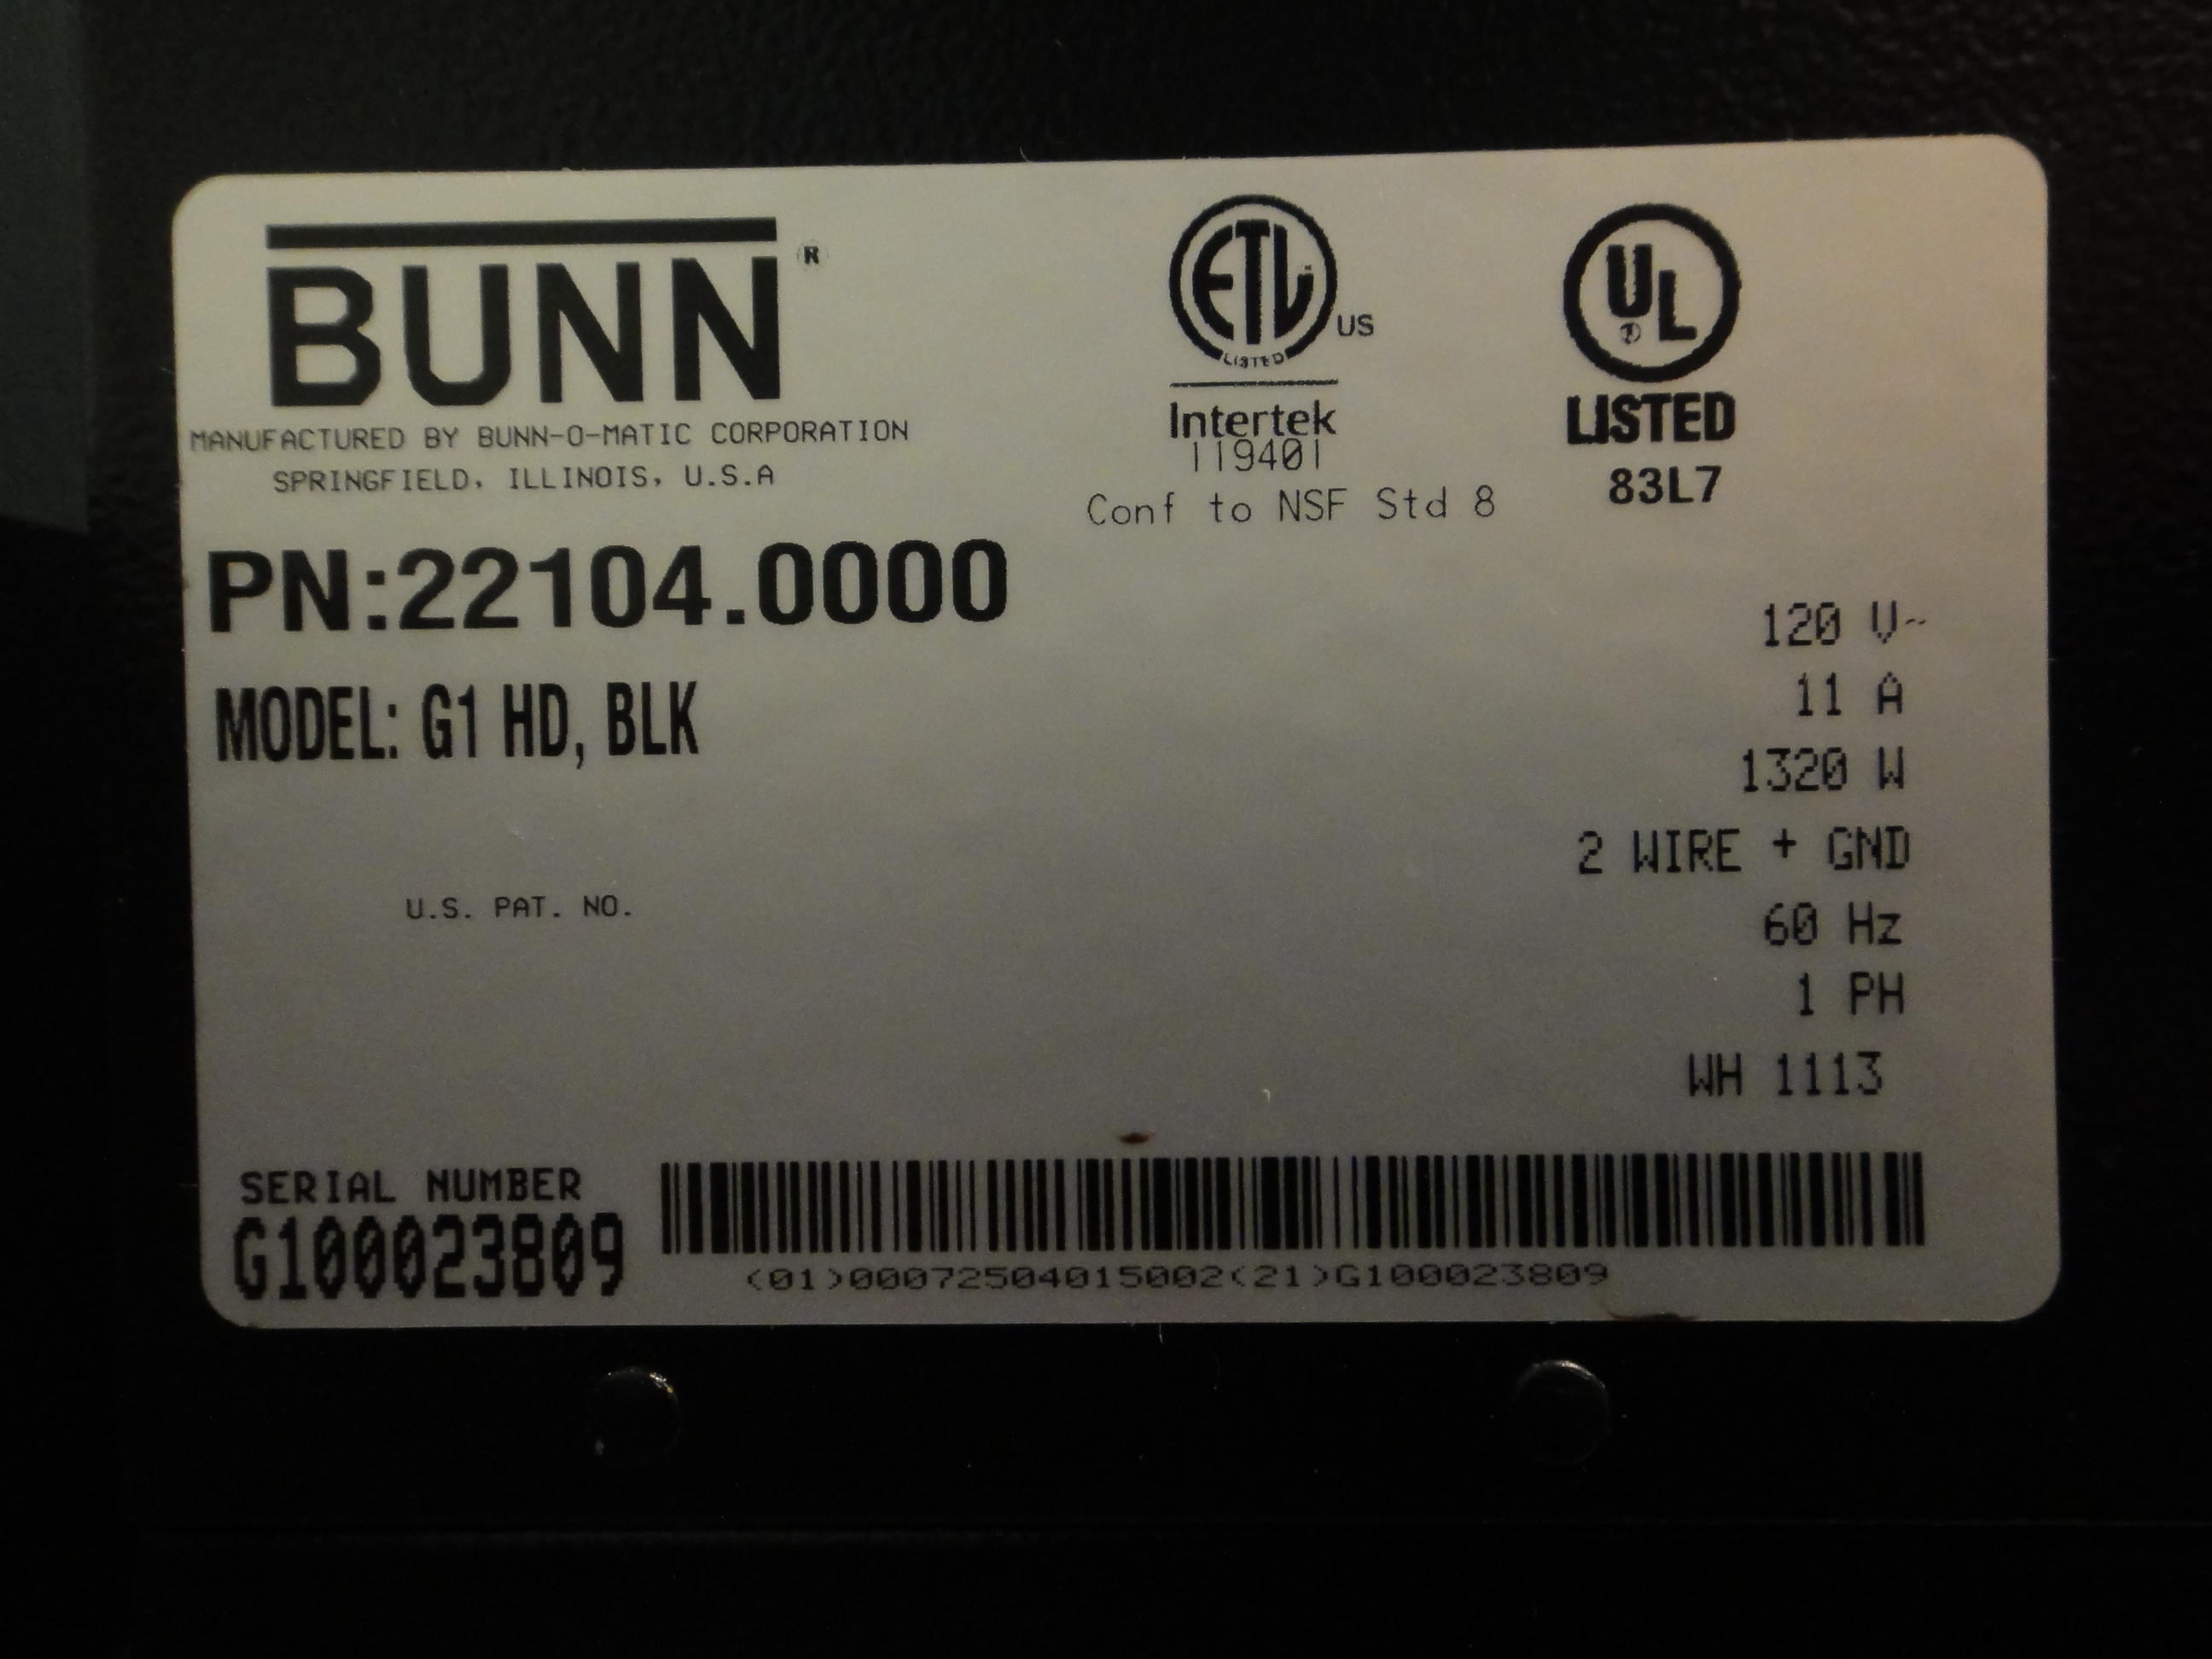 BUNN®
MANUFACTURED BY BUNN-O-MATIC CORPORATION
SPRINGFIELD, ILLINOIS, U.S.A
ETL US
LISTED
Intertek
119401
Conf to NSF Std 8
UL®
LISTED
83L7
PN:22104.0000
MODEL: G1 HD, BLK
U.S. PAT. NO.
120 V~
11 A
1320 W
2 WIRE + GND
60 Hz
1 PH
WH 1113
SERIAL NUMBER
G100023809
(01)00072504015002(21)G100023809